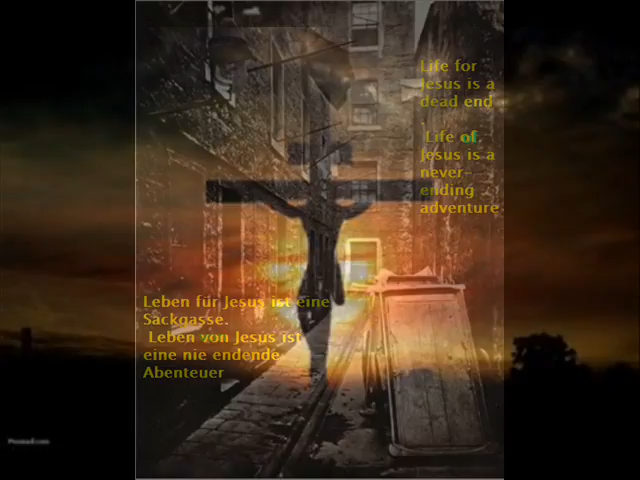 Life for
Jesus is a
dead end
.
Life of
Jesus is a
never-
ending
adventure
Leben für Jesus ist eine
Sackgasse.
Leben von Jesus ist
eine nie endende
Abenteuer